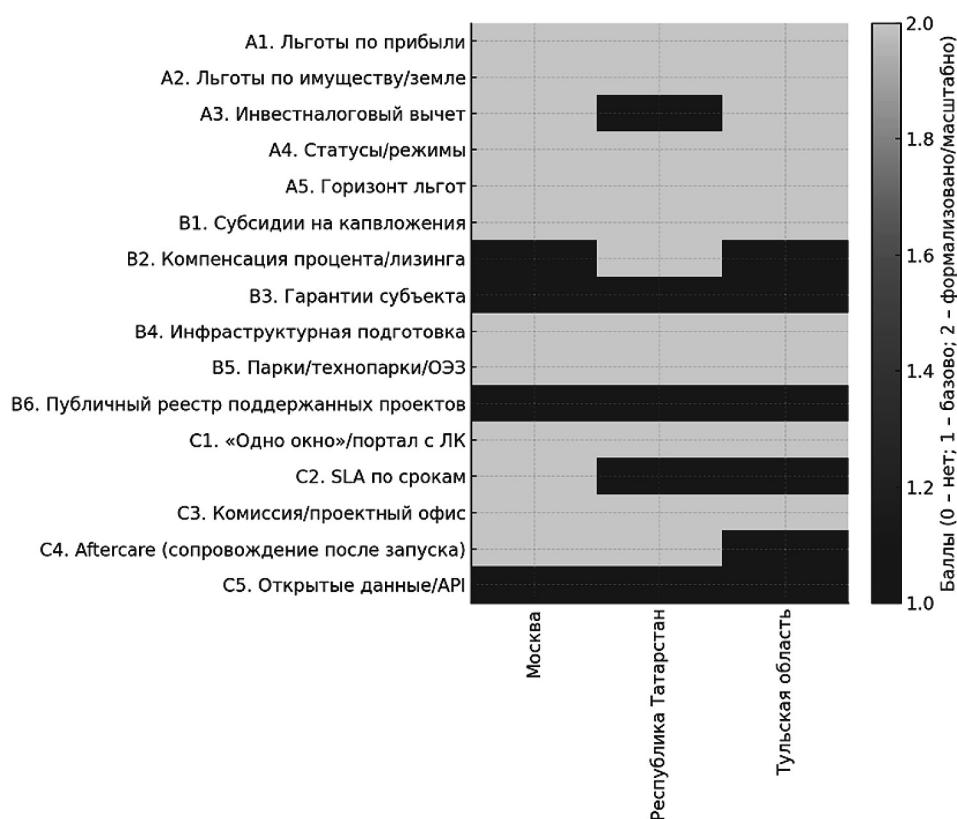 A1. Льготы по прибыли
A2. Льготы по имуществу/земле
A3. Инвестналоговый вычет
A4. Статусы/режимы
A5. Горизонт льгот
B1. Субсидии на капвложения
B2. Компенсация процента/лизинга
B3. Гарантии субъекта
B4. Инфраструктурная подготовка
B5. Парки/технопарки/ОЭЗ
B6. Публичный реестр поддержанных проектов
C1. «Одно окно»/портал с ЛК
C2. SLA по срокам
C3. Комиссия/проектный офис
C4. Aftercare (сопровождение после запуска)
C5. Открытые данные/API
Москва
Республика Татарстан
Тульская область
2.0
1.8
1.6
1.4
1.2
1.0
Баллы (0 – нет; 1 – базово; 2 – формализовано/масштабно)